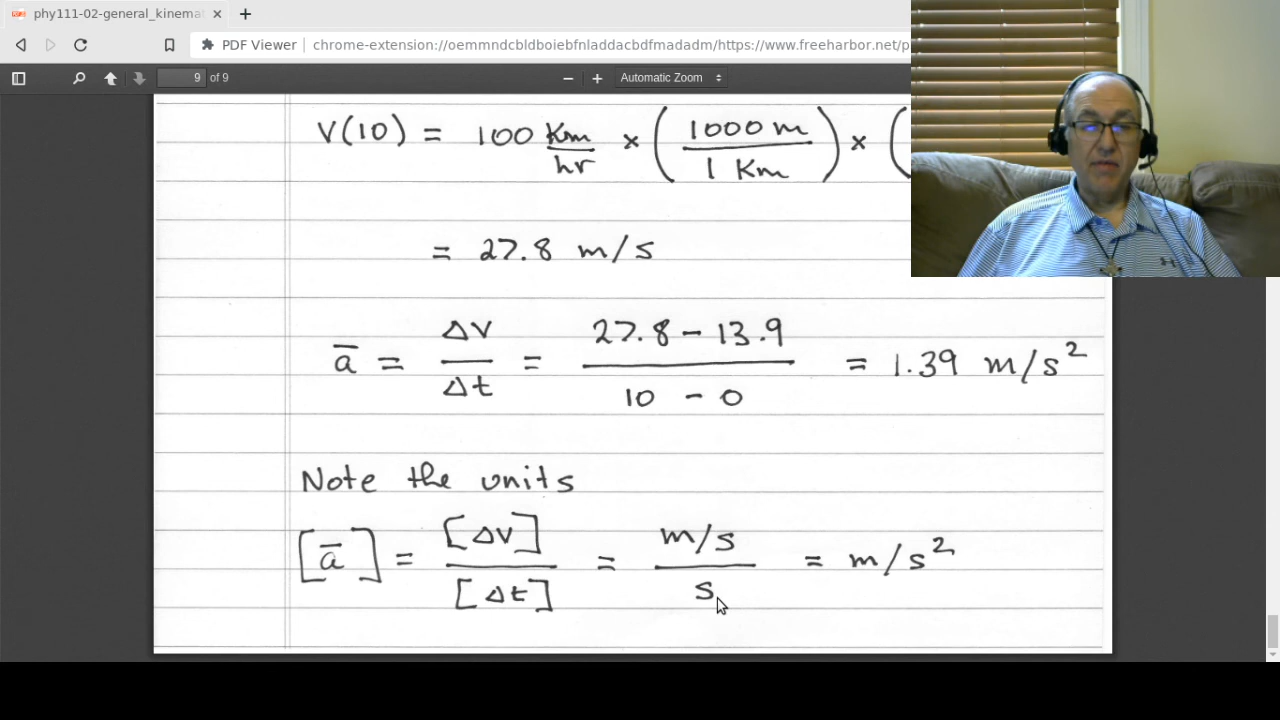 phy111-02-general_kinemat
PDF Viewer chrome-extension://oemmndcbldboiebfnladdacbdfmadadm/https://www.freeharbor.net/p
9 of 9 Automatic Zoom
V(10) = 100 Km/hr × (1000 m / 1 Km) × (
= 27.8 m/s
a̅ = ΔV/Δt = (27.8 - 13.9)/(10 - 0) = 1.39 m/s²
Note the units
[a̅] = [ΔV]/[Δt] = (m/s)/s = m/s²